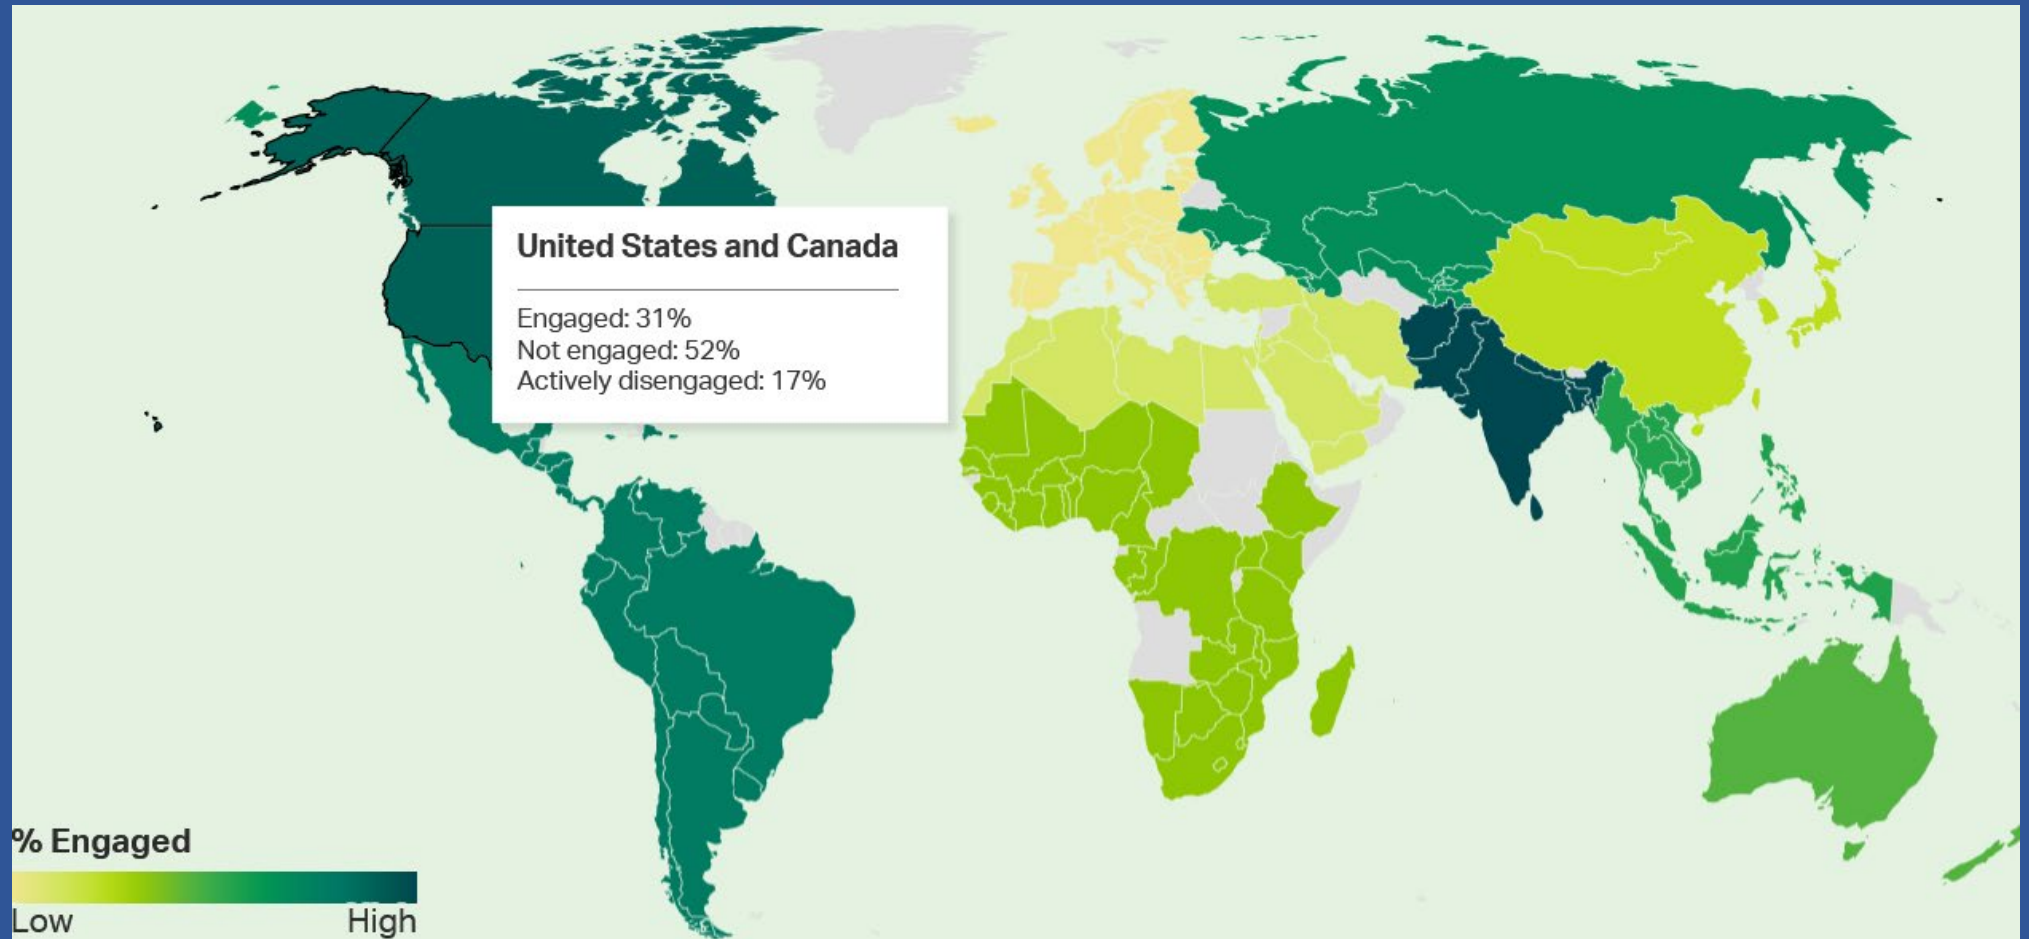 United States and Canada
Engaged: 31%
Not engaged: 52%
Actively disengaged: 17%
% Engaged
Low
High